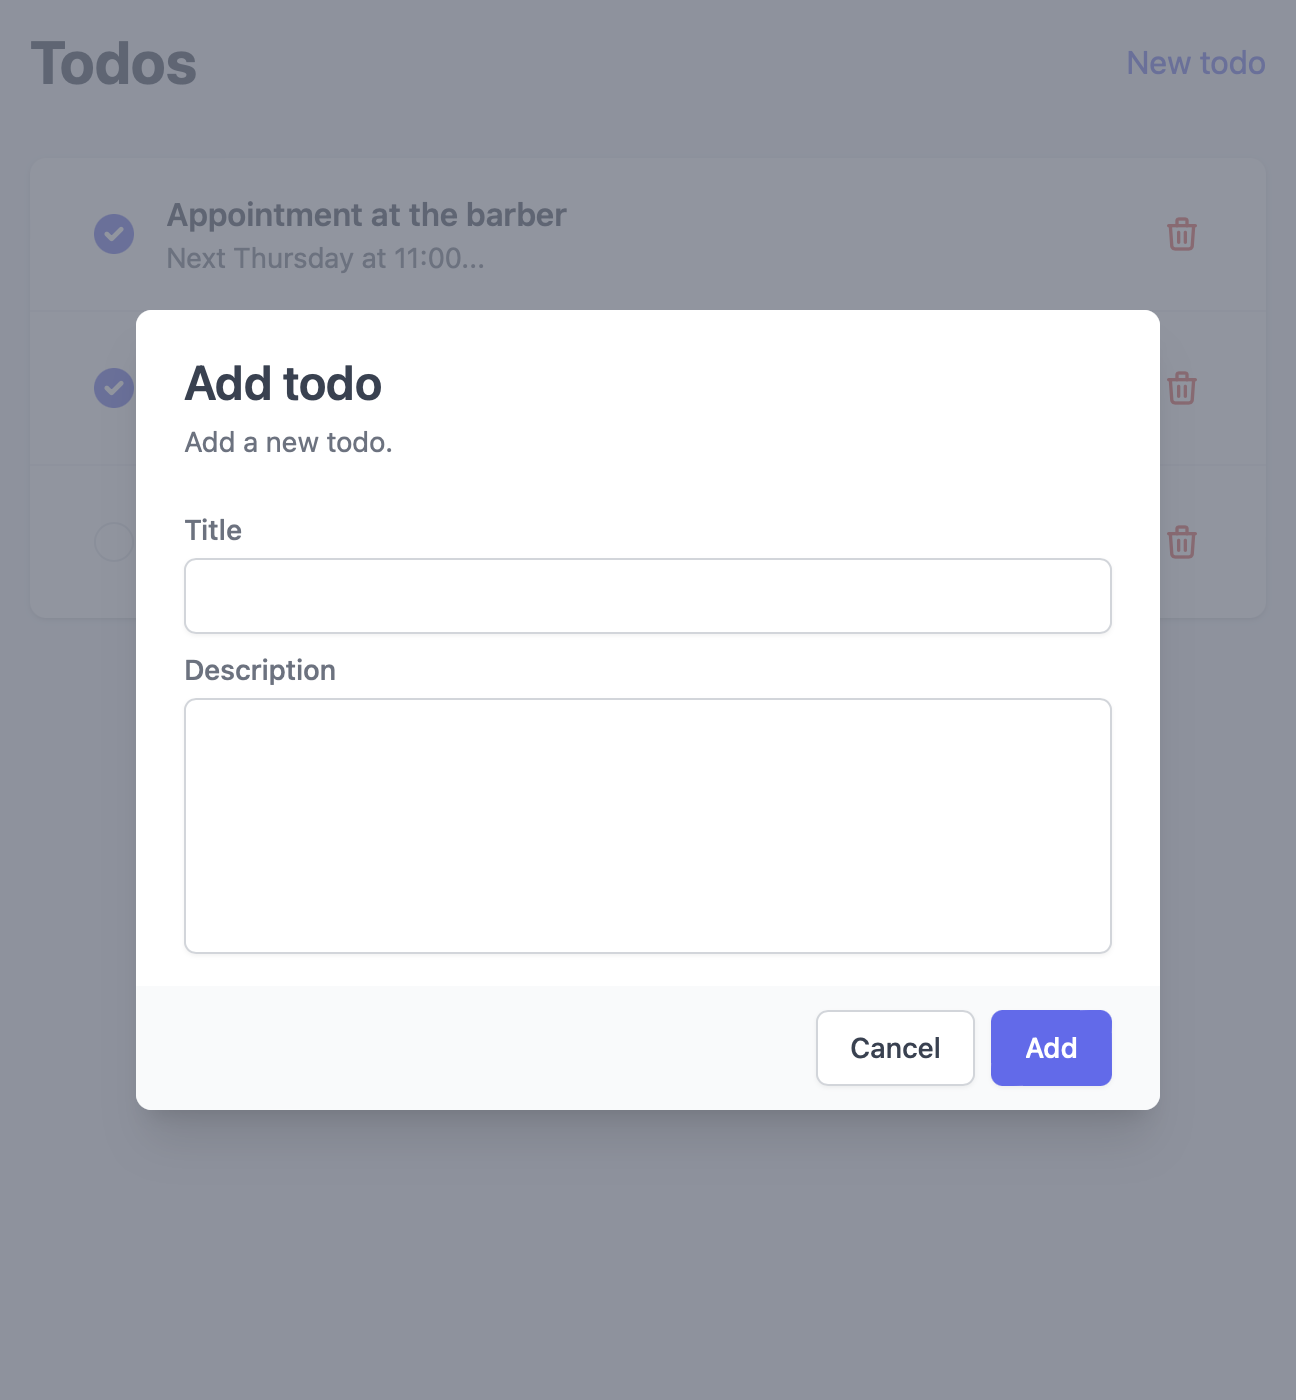 Todos
New todo
Appointment at the barber
Next Thursday at 11:00...
Add todo
Add a new todo.
Title
Description
Cancel
Add